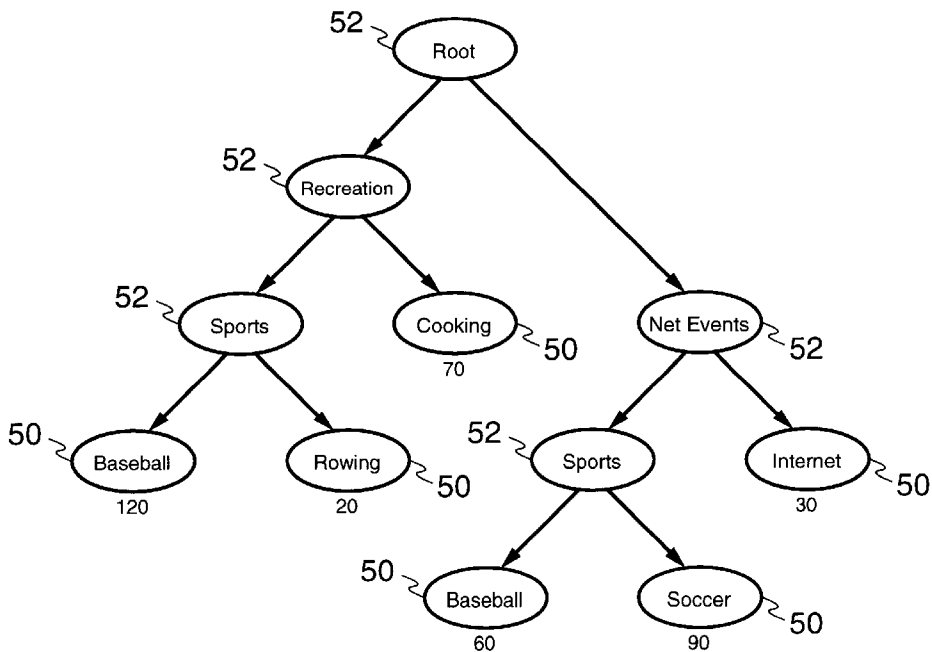 52
Root
52
Recreation
52
Sports
Cooking
50
70
Net Events
52
50
Baseball
120
Rowing
50
20
52
Sports
Internet
50
30
50
Baseball
60
Soccer
50
90